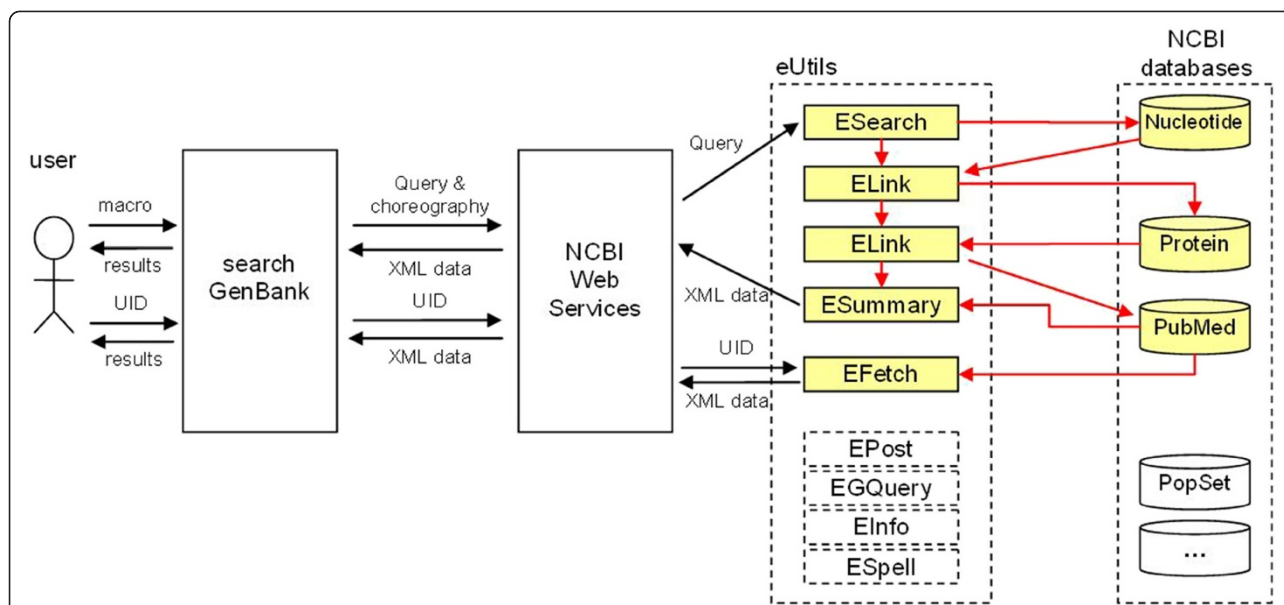 NCBI
databases
eUtils
user
macro
results
UID
results
search
GenBank
Query &
choreography
XML data
UID
XML data
NCBI
Web
Services
Query
XML data
UID
XML data
ESearch
ELink
ELink
ESummary
EFetch
EPost
EGQuery
EInfo
ESpell
Nucleotide
Protein
PubMed
PopSet
...